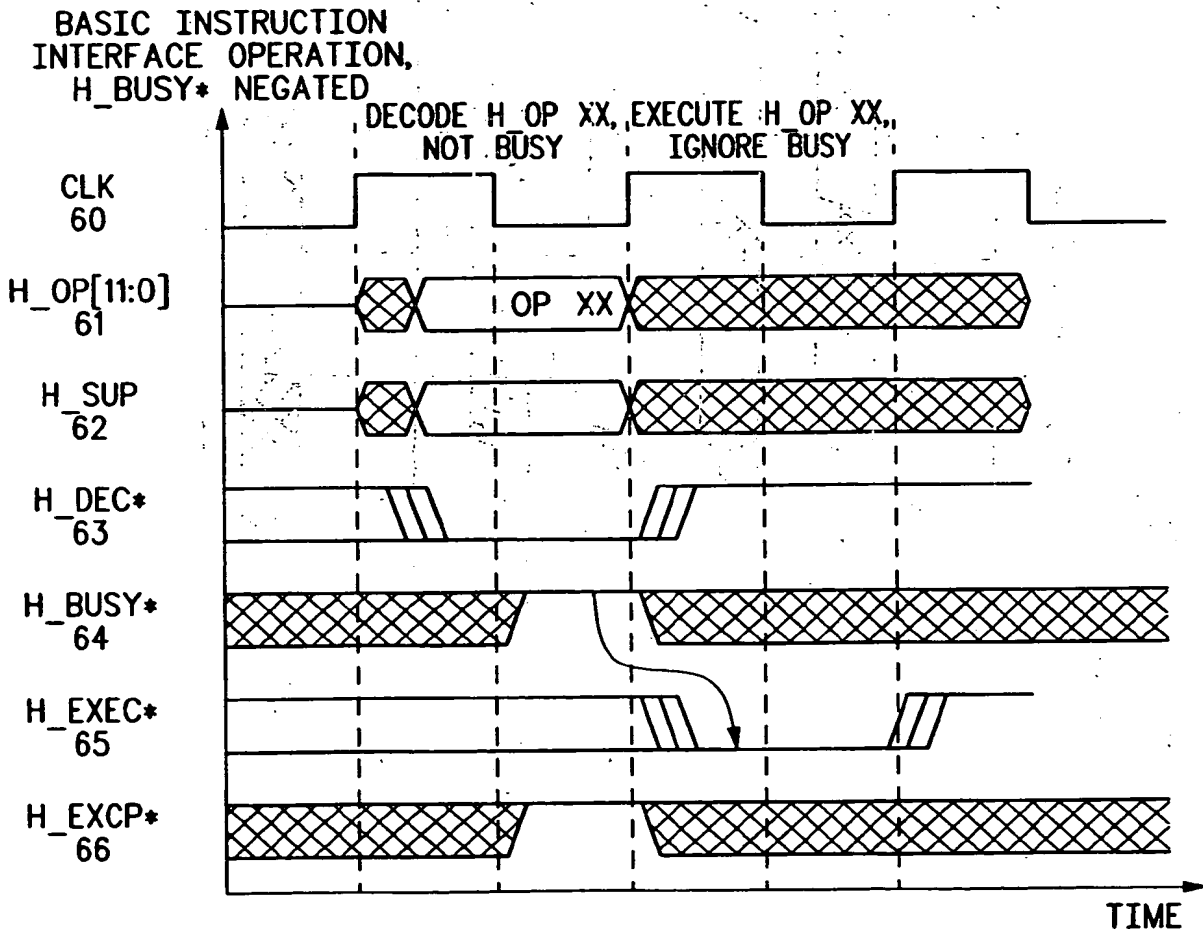 BASIC INSTRUCTION
INTERFACE OPERATION,
H_BUSY* NEGATED
DECODE H_OP XX, EXECUTE H_OP XX,
NOT BUSY IGNORE BUSY
CLK
60
H_OP[11:0]
61
OP XX
H_SUP
62
H_DEC*
63
H_BUSY*
64
H_EXEC*
65
H_EXCP*
66
TIME